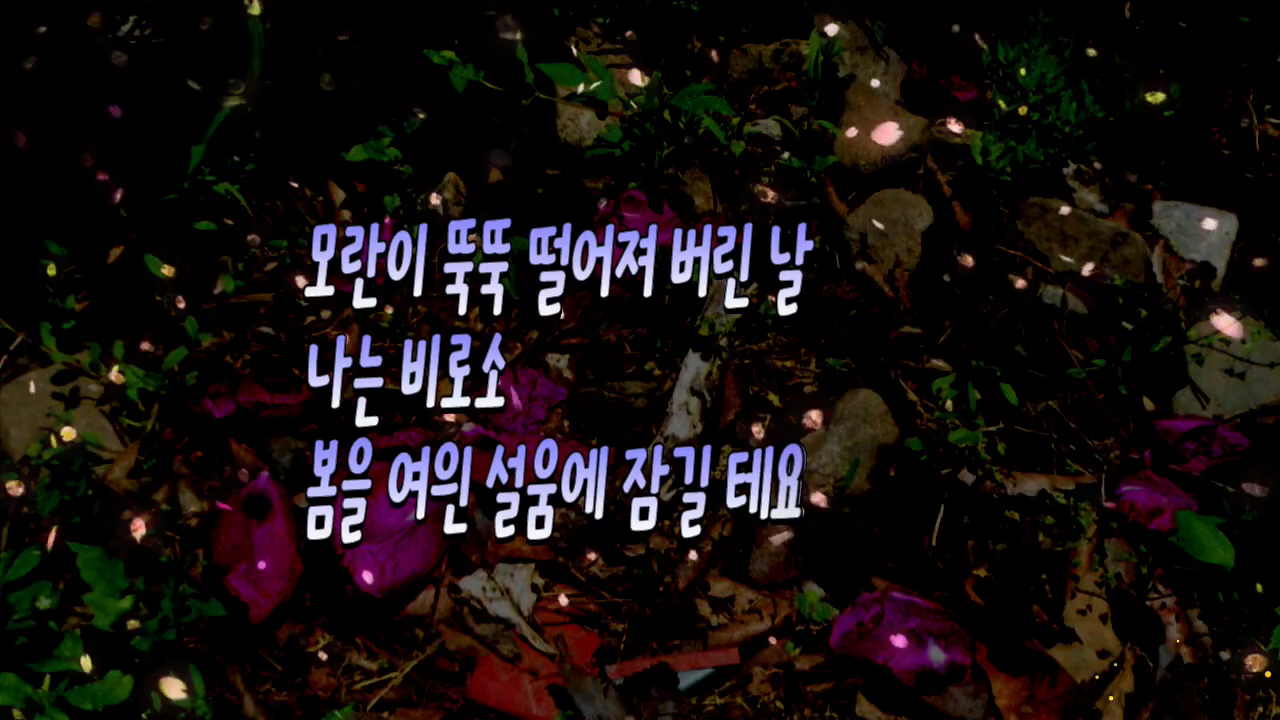 모란이 뚝뚝 떨어져 버린 날
나는 비로소
봄을 여읜 설움에 잠길 테요